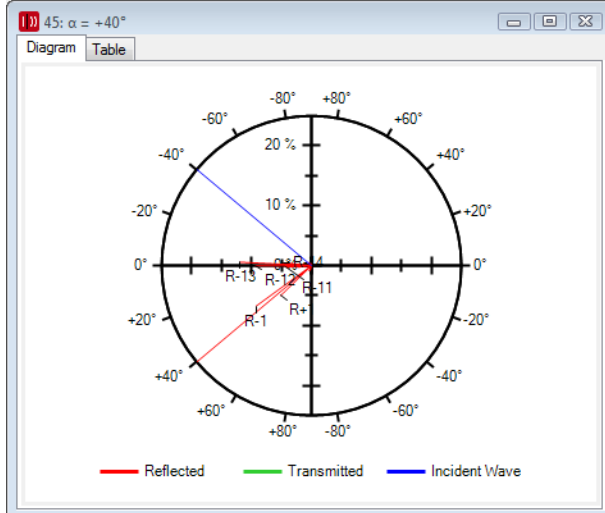 45: α = +40°
Diagram Table
-80° +80°
-60° +60°
20 %
-40° +40°
10 %
-20° +20°
0° 0°
R-13 R-12 R-11
R-1
+20° -20°
+40° -40°
+60° -60°
+80° -80°
Reflected Transmitted Incident Wave